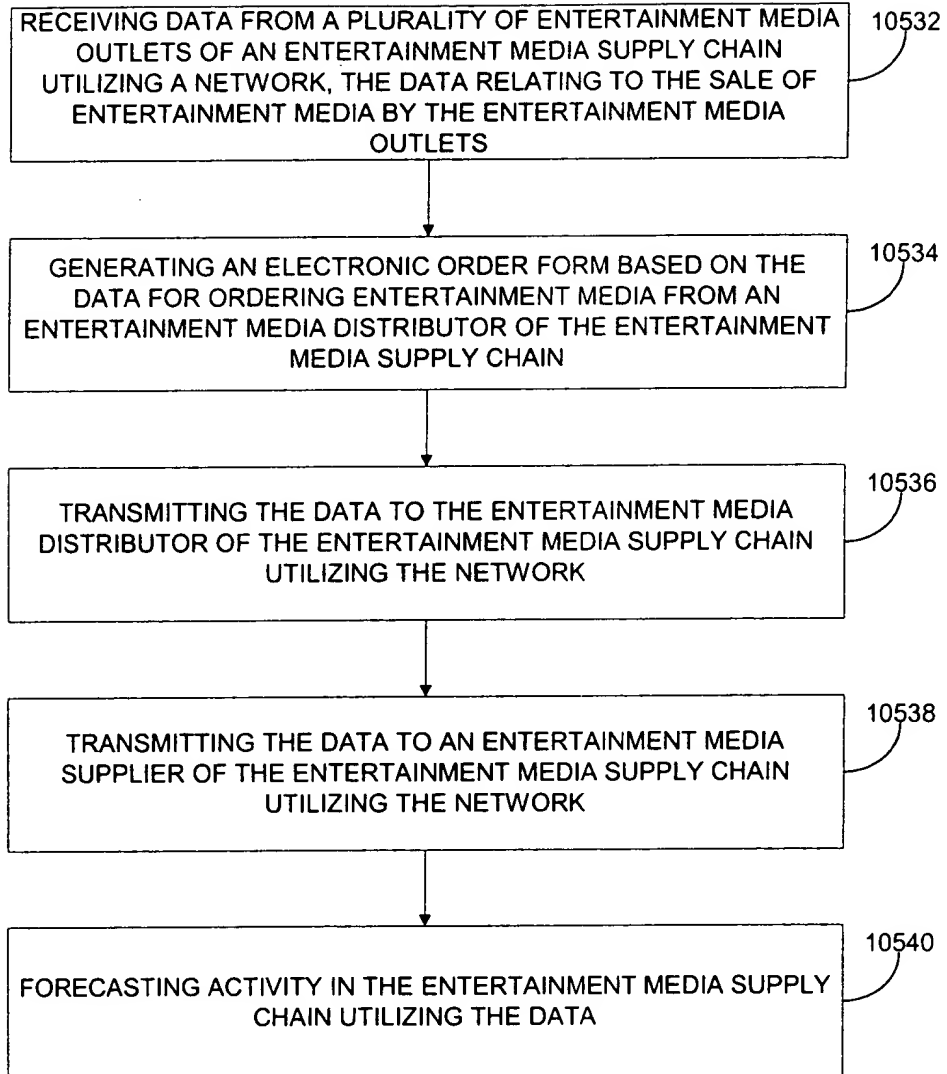 RECEIVING DATA FROM A PLURALITY OF ENTERTAINMENT MEDIA
OUTLETS OF AN ENTERTAINMENT MEDIA SUPPLY CHAIN
UTILIZING A NETWORK, THE DATA RELATING TO THE SALE OF
ENTERTAINMENT MEDIA BY THE ENTERTAINMENT MEDIA
OUTLETS
10532
GENERATING AN ELECTRONIC ORDER FORM BASED ON THE
DATA FOR ORDERING ENTERTAINMENT MEDIA FROM AN
ENTERTAINMENT MEDIA DISTRIBUTOR OF THE ENTERTAINMENT
MEDIA SUPPLY CHAIN
10534
TRANSMITTING THE DATA TO THE ENTERTAINMENT MEDIA
DISTRIBUTOR OF THE ENTERTAINMENT MEDIA SUPPLY CHAIN
UTILIZING THE NETWORK
10536
TRANSMITTING THE DATA TO AN ENTERTAINMENT MEDIA
SUPPLIER OF THE ENTERTAINMENT MEDIA SUPPLY CHAIN
UTILIZING THE NETWORK
10538
FORECASTING ACTIVITY IN THE ENTERTAINMENT MEDIA SUPPLY
CHAIN UTILIZING THE DATA
10540